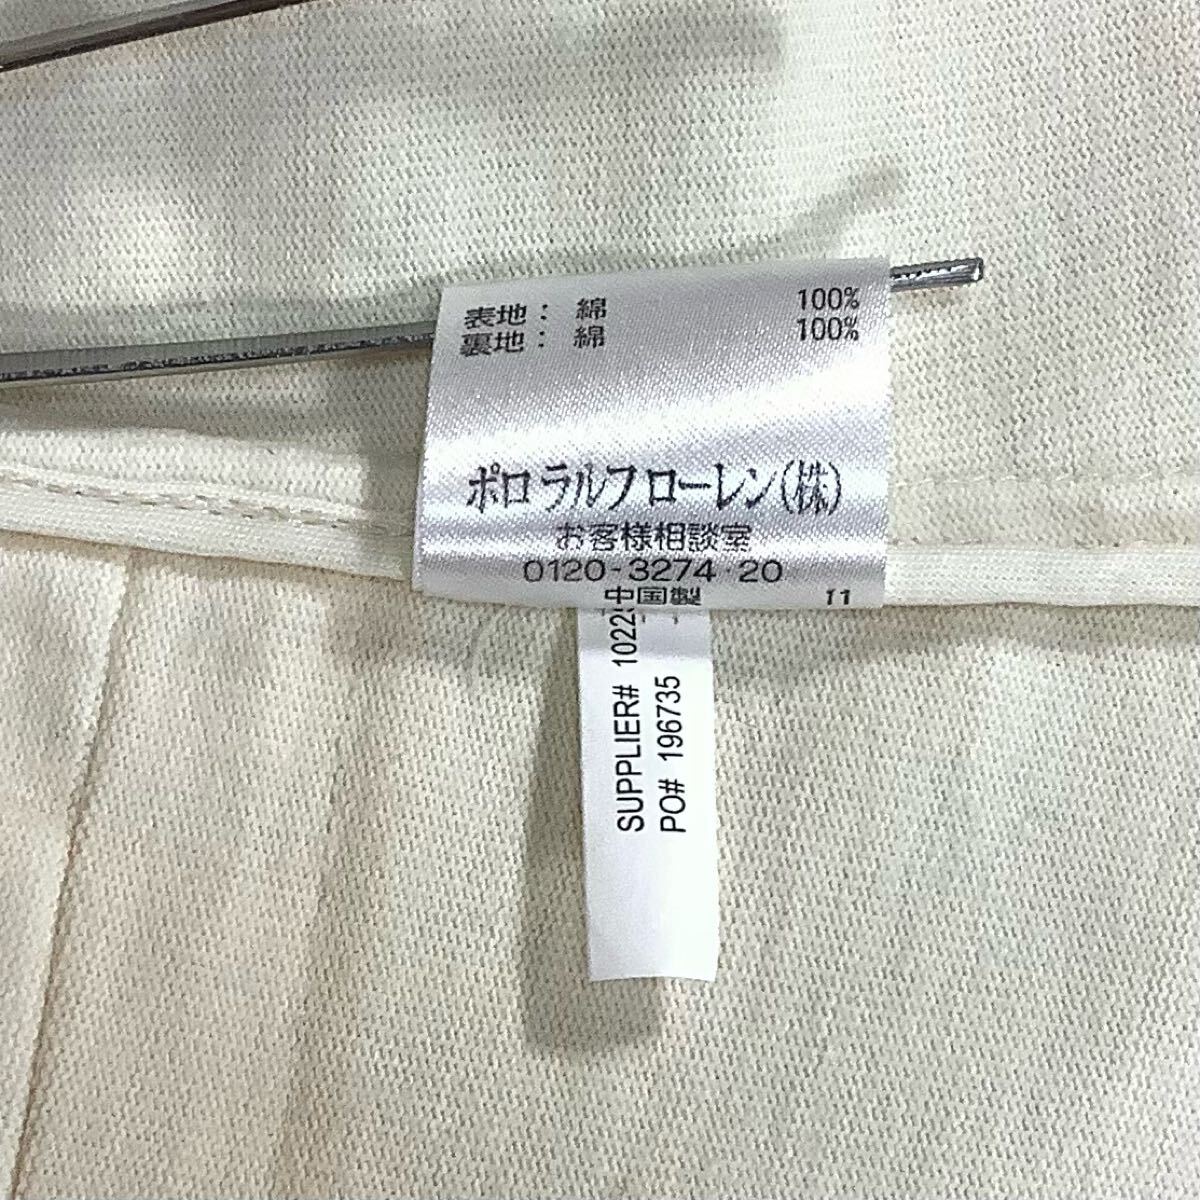 表地： 綿 100%
裏地： 綿 100%
ポロ ラルフ ローレン(株)
お客様相談室
0120-3274-20
中国製 11
SUPPLIER#
PO# 196735